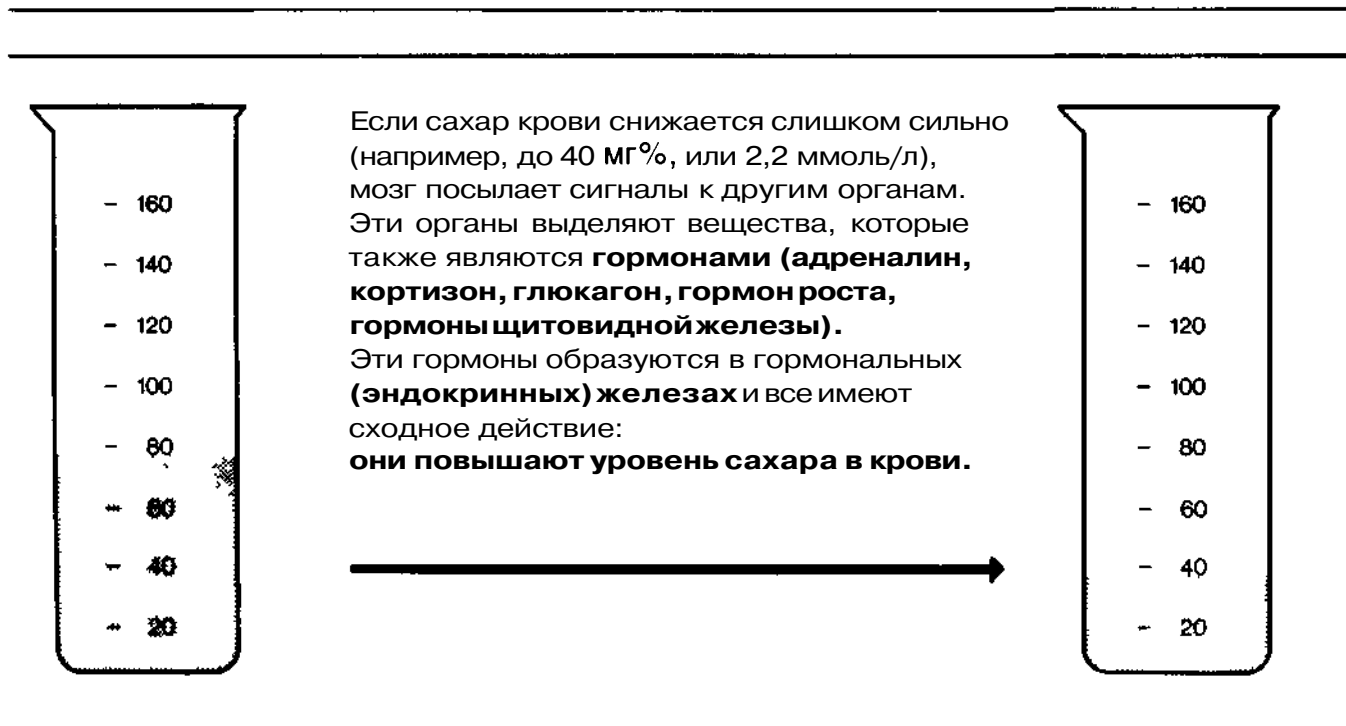 Если сахар крови снижается слишком сильно
(например, до 40 мг%, или 2,2 ммоль/л),
мозг посылает сигналы к другим органам.
Эти органы выделяют вещества, которые
также являются гормонами (адреналин,
кортизон, глюкагон, гормон роста,
гормоны щитовидной железы).
Эти гормоны образуются в гормональных
(эндокринных) железах и все имеют
сходное действие:
они повышают уровень сахара в крови.
- 160
- 140
- 120
- 100
- 80
- 60
- 40
- 20
- 160
- 140
- 120
- 100
- 80
- 60
- 40
- 20